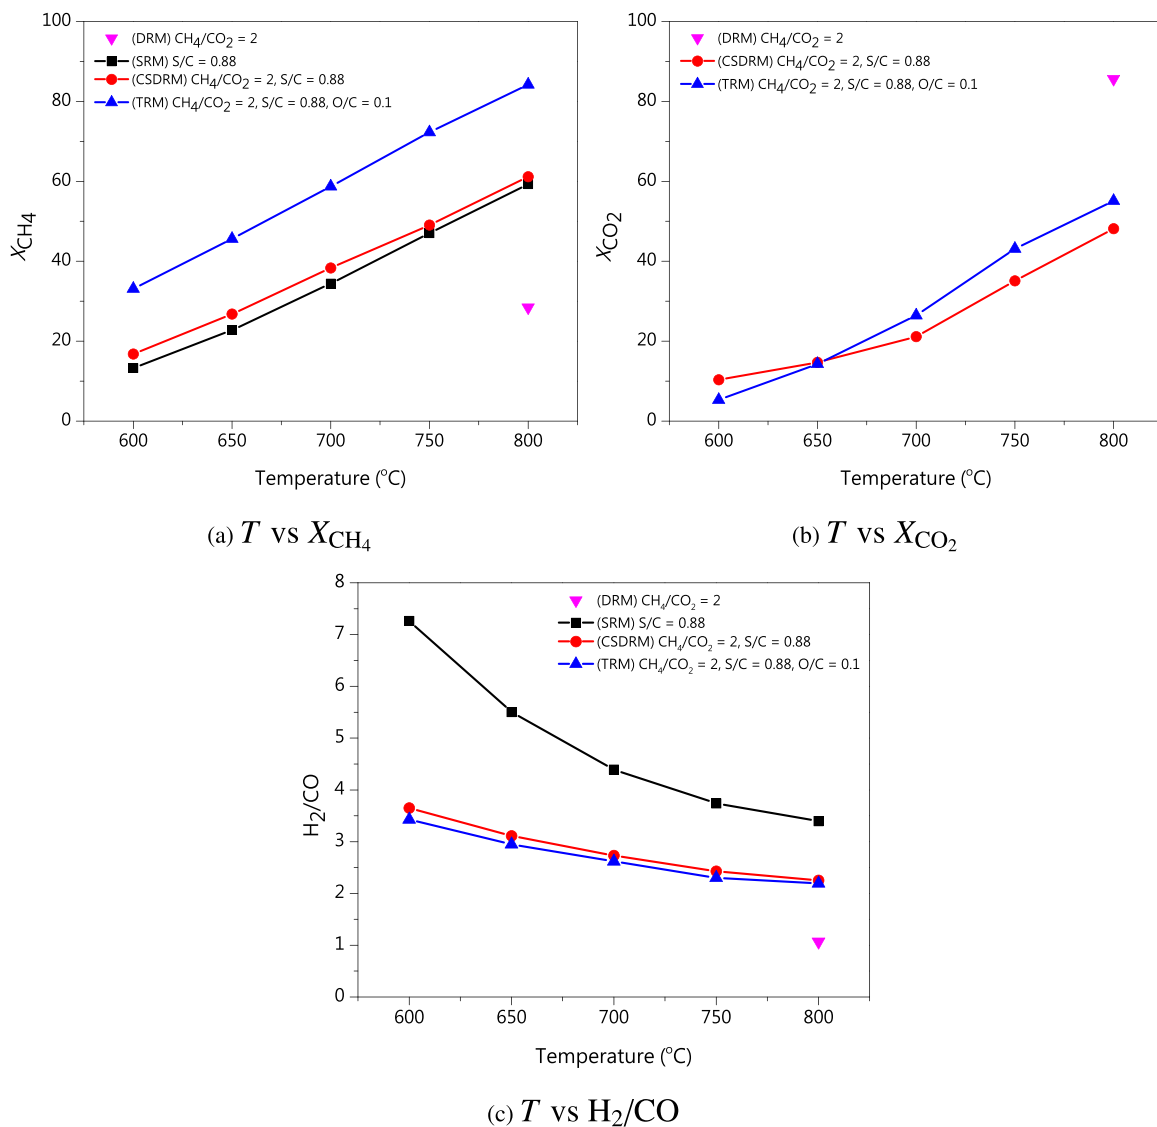 (DRM) CH4/CO2 = 2
(SRM) S/C = 0.88
(CSDRM) CH4/CO2 = 2, S/C = 0.88
(TRM) CH4/CO2 = 2, S/C = 0.88, O/C = 0.1
100
80
60
40
20
0
XCH4
600 650 700 750 800
Temperature (°C)
(a) T vs XCH4
(DRM) CH4/CO2 = 2
(CSDRM) CH4/CO2 = 2, S/C = 0.88
(TRM) CH4/CO2 = 2, S/C = 0.88, O/C = 0.1
100
80
60
40
20
0
XCO2
600 650 700 750 800
Temperature (°C)
(b) T vs XCO2
(DRM) CH4/CO2 = 2
(SRM) S/C = 0.88
(CSDRM) CH4/CO2 = 2, S/C = 0.88
(TRM) CH4/CO2 = 2, S/C = 0.88, O/C = 0.1
8
7
6
5
4
3
2
1
0
H2/CO
600 650 700 750 800
Temperature (°C)
(c) T vs H2/CO